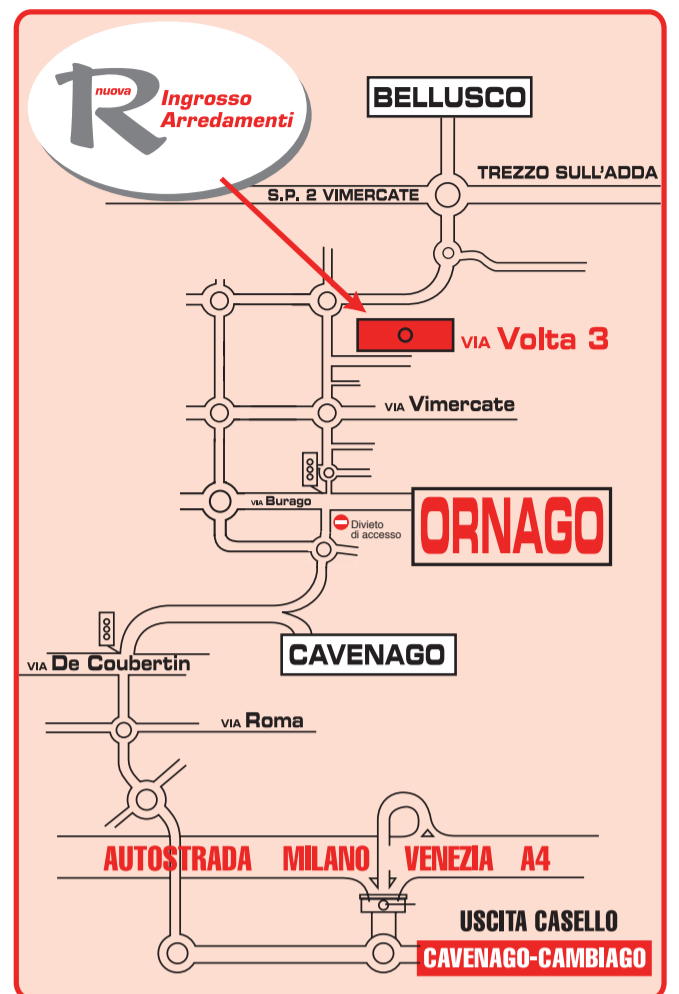 nuova
R
Ingrosso
Arredamenti
BELLUSCO
TREZZO SULL'ADDA
S.P. 2 VIMERCATE
VIA Volta 3
VIA Vimercate
VIA Burago
ORNAGO
Divieto
di accesso
CAVENAGO
VIA De Coubertin
VIA Roma
AUTOSTRADA MILANO VENEZIA A4
USCITA CASELLO
CAVENAGO-CAMBIAGO